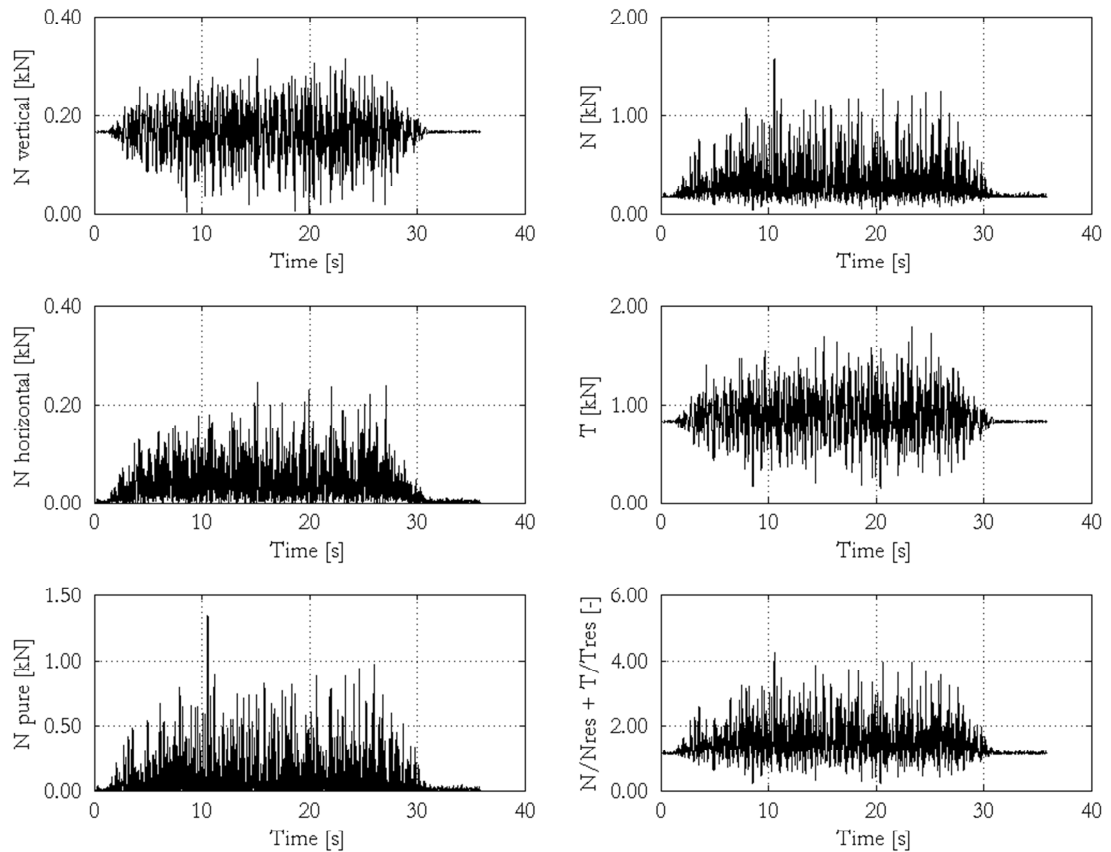 0.40
0.20
0.00
N vertical [kN]
0 10 20 30 40
Time [s]
2.00
1.00
0.00
N [kN]
0 10 20 30 40
Time [s]
0.40
0.20
0.00
N horizontal [kN]
0 10 20 30 40
Time [s]
2.00
1.00
0.00
T [kN]
0 10 20 30 40
Time [s]
1.50
1.00
0.50
0.00
N pure [kN]
0 10 20 30 40
Time [s]
6.00
4.00
2.00
0.00
N/Nres + T/Tres [-]
0 10 20 30 40
Time [s]